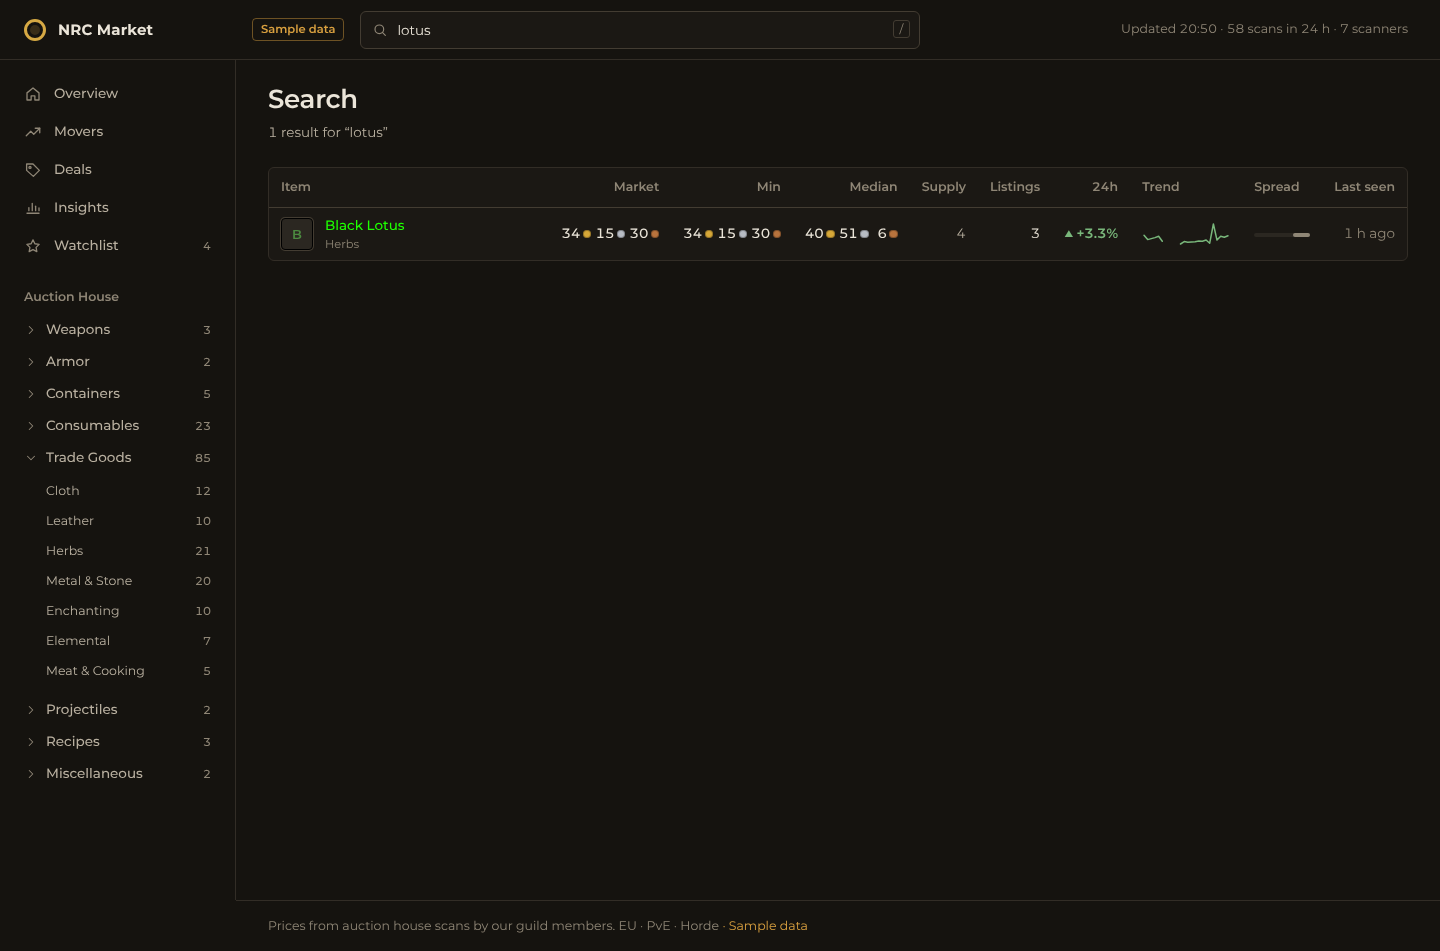 NRC Market
Sample data
lotus
/
Updated 20:50 · 58 scans in 24 h · 7 scanners
Overview
Movers
Deals
Insights
Watchlist 4
Auction House
Weapons 3
Armor 2
Containers 5
Consumables 23
Trade Goods 85
Cloth 12
Leather 10
Herbs 21
Metal & Stone 20
Enchanting 10
Elemental 7
Meat & Cooking 5
Projectiles 2
Recipes 3
Miscellaneous 2
Search
1 result for “lotus”
Item Market Min Median Supply Listings 24h Trend Spread Last seen
B Black Lotus 34 15 30 34 15 30 40 51 6 4 3 ▲+3.3% 1 h ago
Herbs
Prices from auction house scans by our guild members. EU · PvE · Horde · Sample data